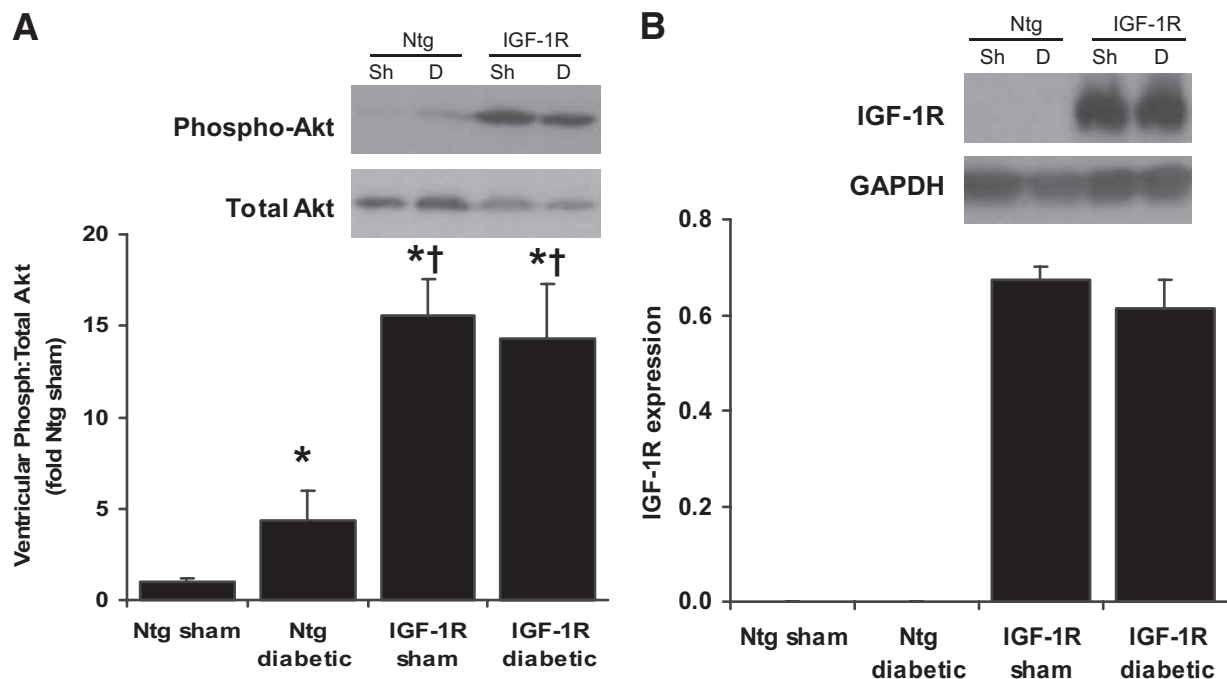 A
Ntg IGF-1R
Sh D Sh D
Phospho-Akt
Total Akt
Ventricular Phosph:Total Akt
(fold Ntg sham)
20
15
10
5
0
*
*†
*†
Ntg sham
Ntg
diabetic
IGF-1R
sham
IGF-1R
diabetic
B
Ntg IGF-1R
Sh D Sh D
IGF-1R
GAPDH
IGF-1R expression
0.8
0.6
0.4
0.2
0.0
Ntg sham
Ntg
diabetic
IGF-1R
sham
IGF-1R
diabetic